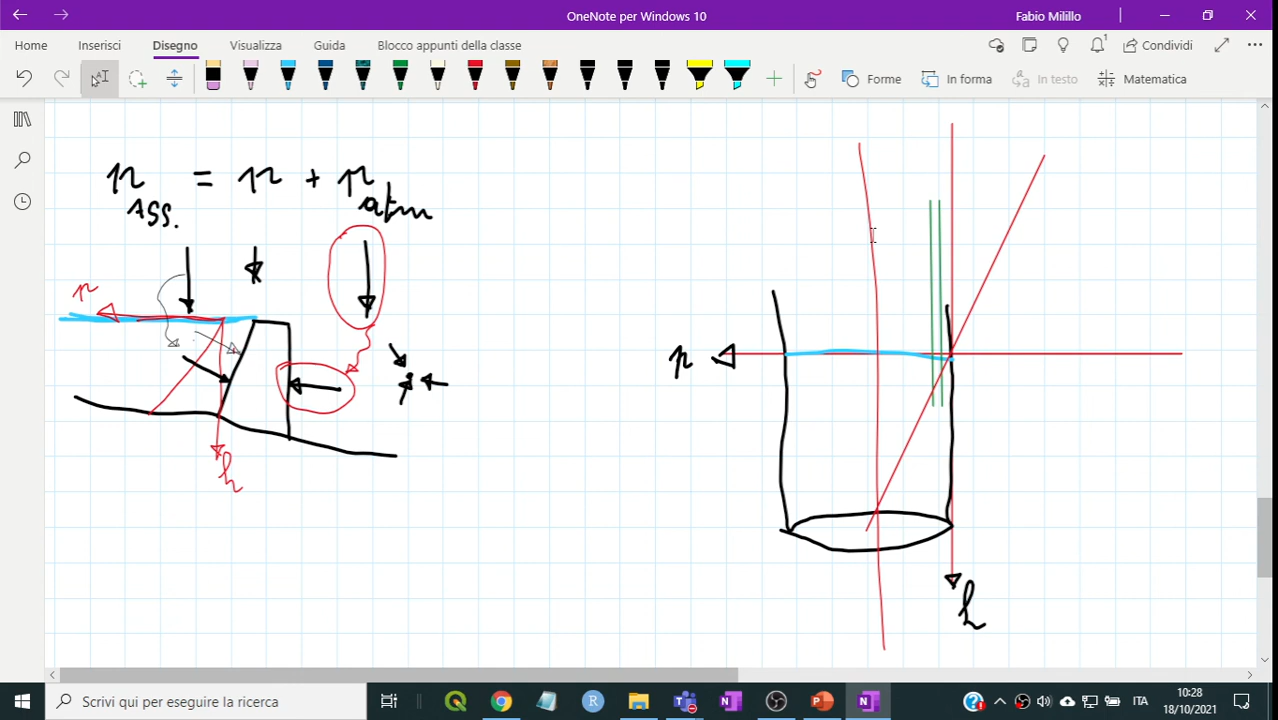 OneNote per Windows 10
Fabio Milillo
Home
Inserisci
Disegno
Visualizza
Guida
Blocco appunti della classe
Condividi
Forme
In forma
In testo
Matematica
p ASS. = p + p atm
p
h
p
h
Scrivi qui per eseguire la ricerca
ITA
10:28
18/10/2021